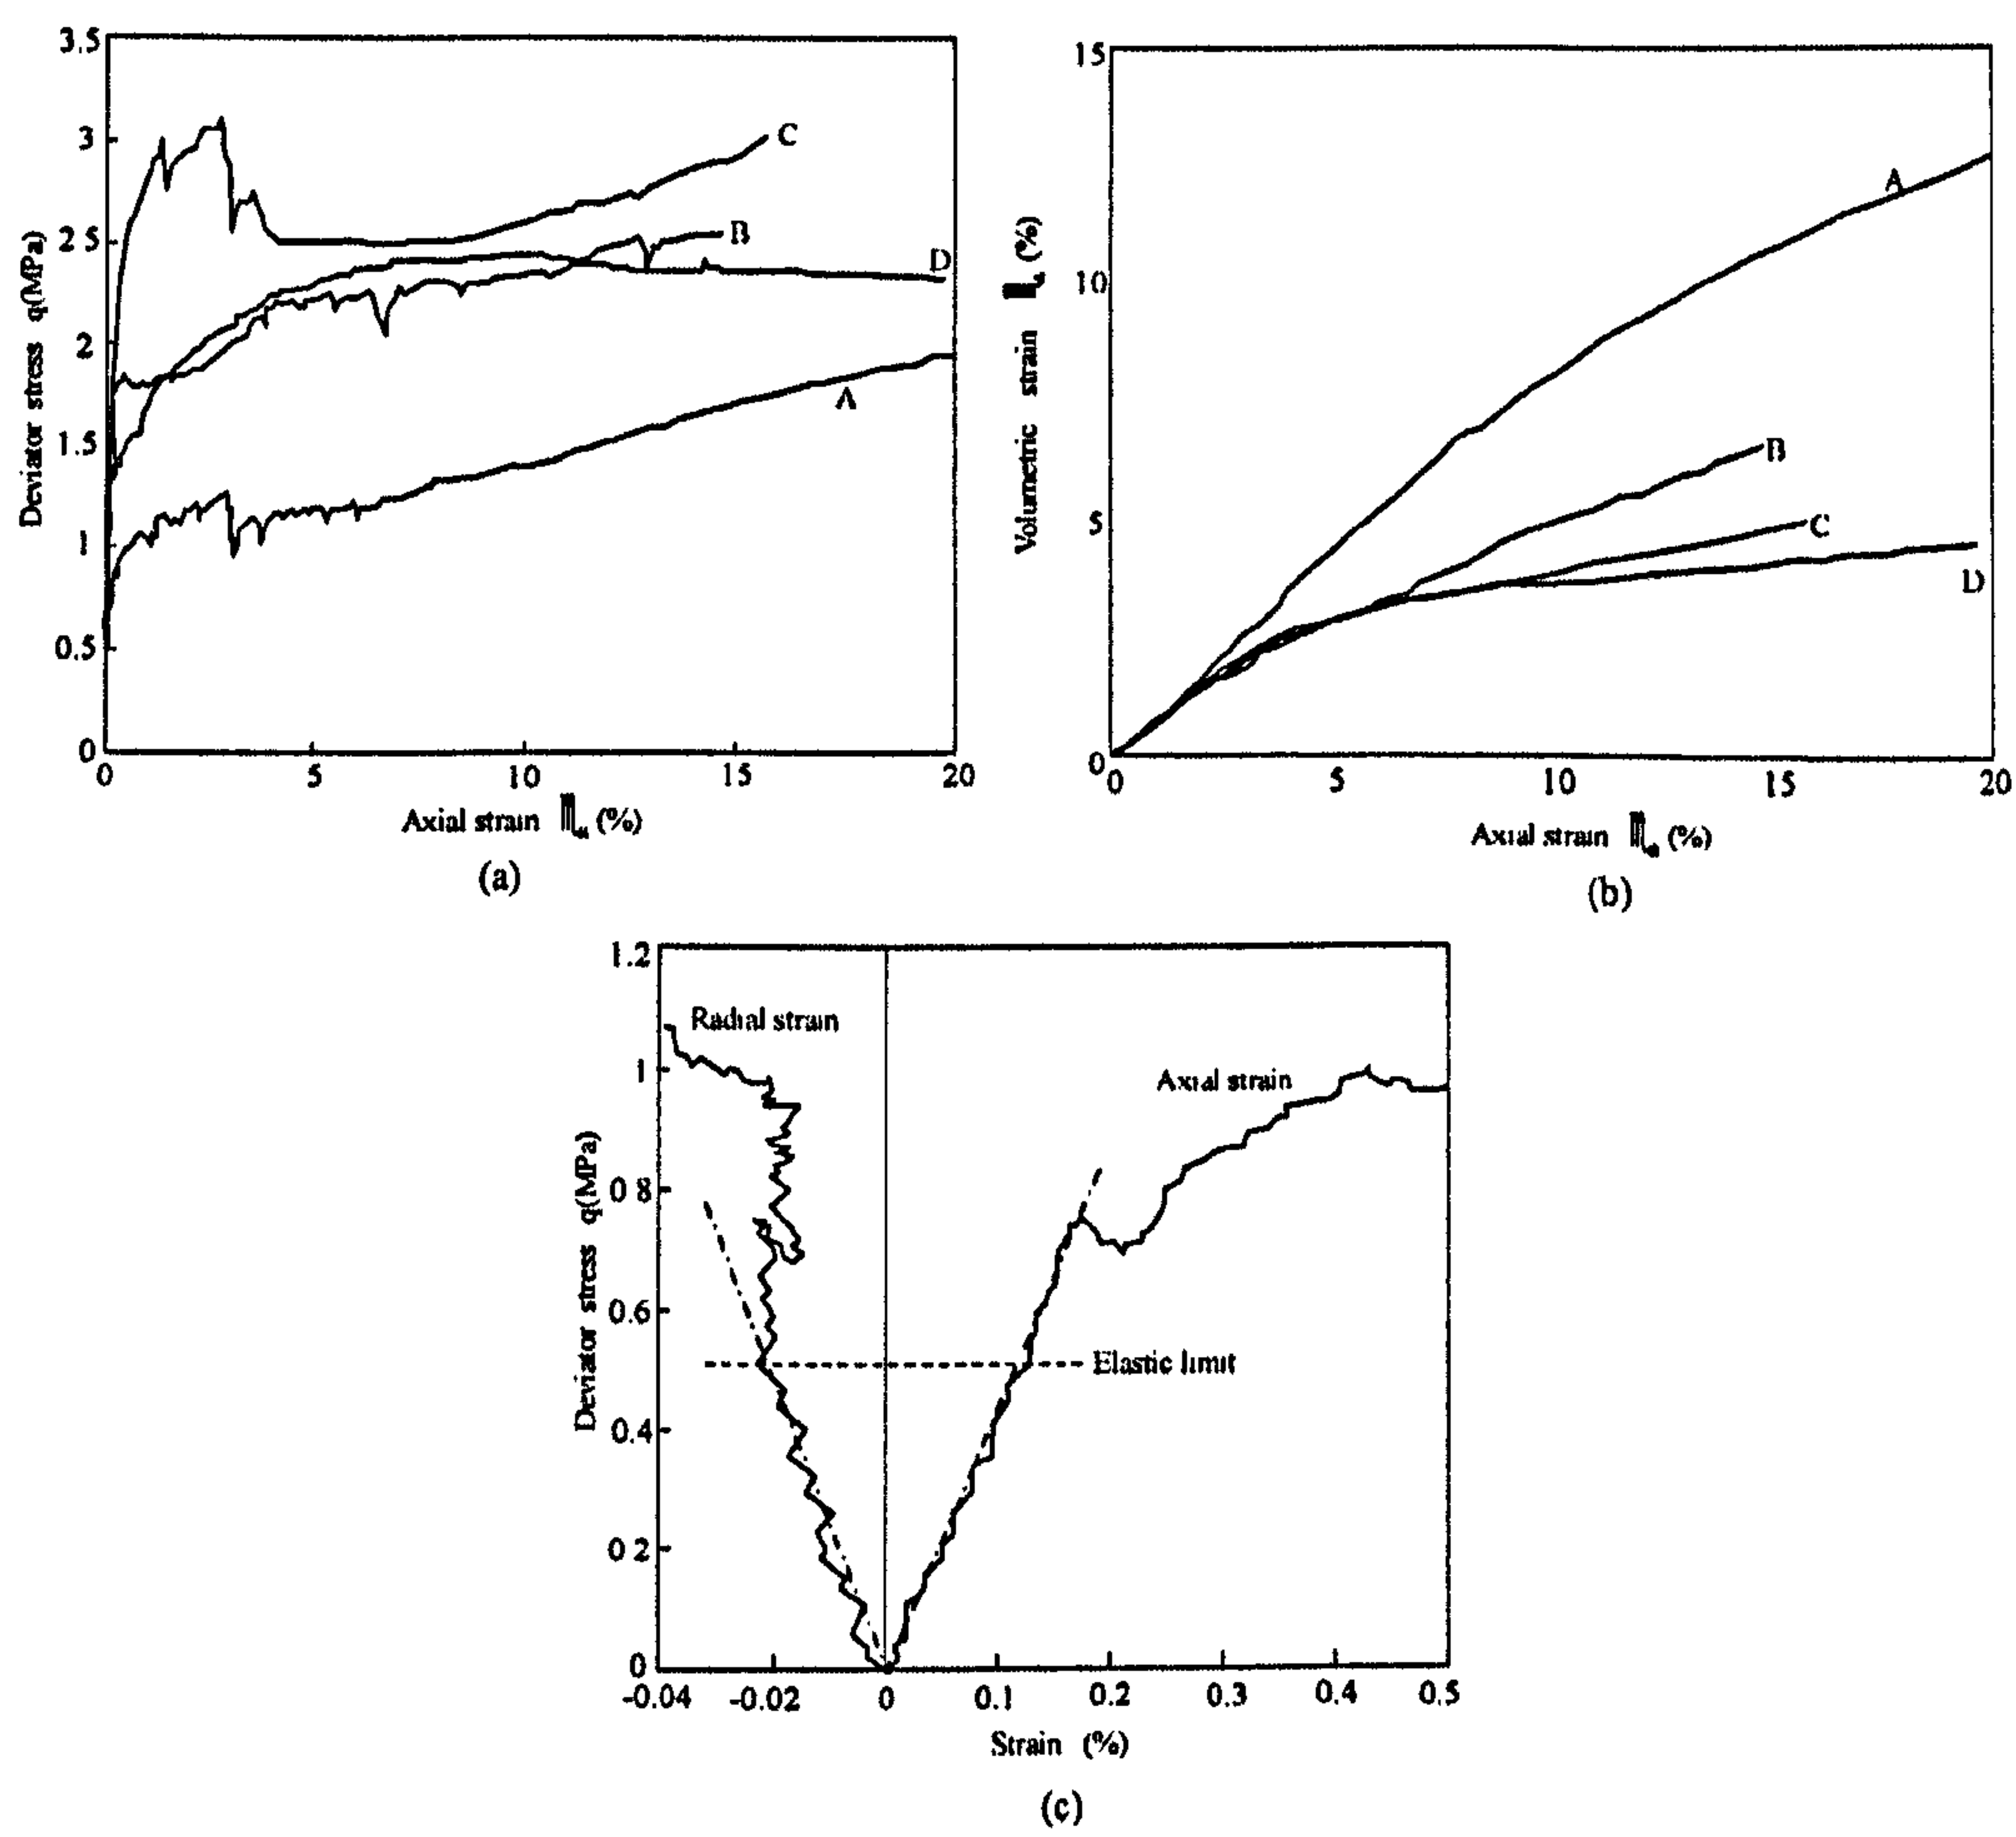 3.5
3
2 5
2
1.5
1
0.5
0
0
5
10
15
20
C
B
D
A
Deviator stress q(MPa)
Axial strain (%)
(a)
15
10
5
0
0
5
10
15
20
A
B
C
D
Volumetric strain (%)
Axial strain (%)
(b)
1.2
1
0 8
0.6
0.4
0 2
0
-0.04
-0.02
0
0.1
0.2
0.3
0.4
0.5
Radial strain
Axial strain
Elastic limit
Deviator stress q(MPa)
Strain (%)
(c)